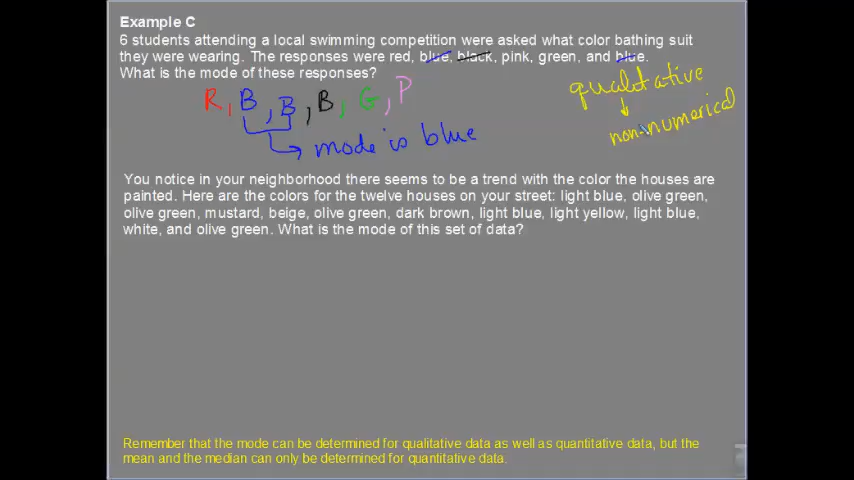 Example C
6 students attending a local swimming competition were asked what color bathing suit
they were wearing. The responses were red, blue, black, pink, green, and blue.
What is the mode of these responses?
qualitative
R, B, B, B, G, P
non-numerical
mode is blue
You notice in your neighborhood there seems to be a trend with the color the houses are
painted. Here are the colors for the twelve houses on your street: light blue, olive green,
olive green, mustard, beige, olive green, dark brown, light blue, light yellow, light blue,
white, and olive green. What is the mode of this set of data?
Remember that the mode can be determined for qualitative data as well as quantitative data, but the
mean and the median can only be determined for quantitative data.